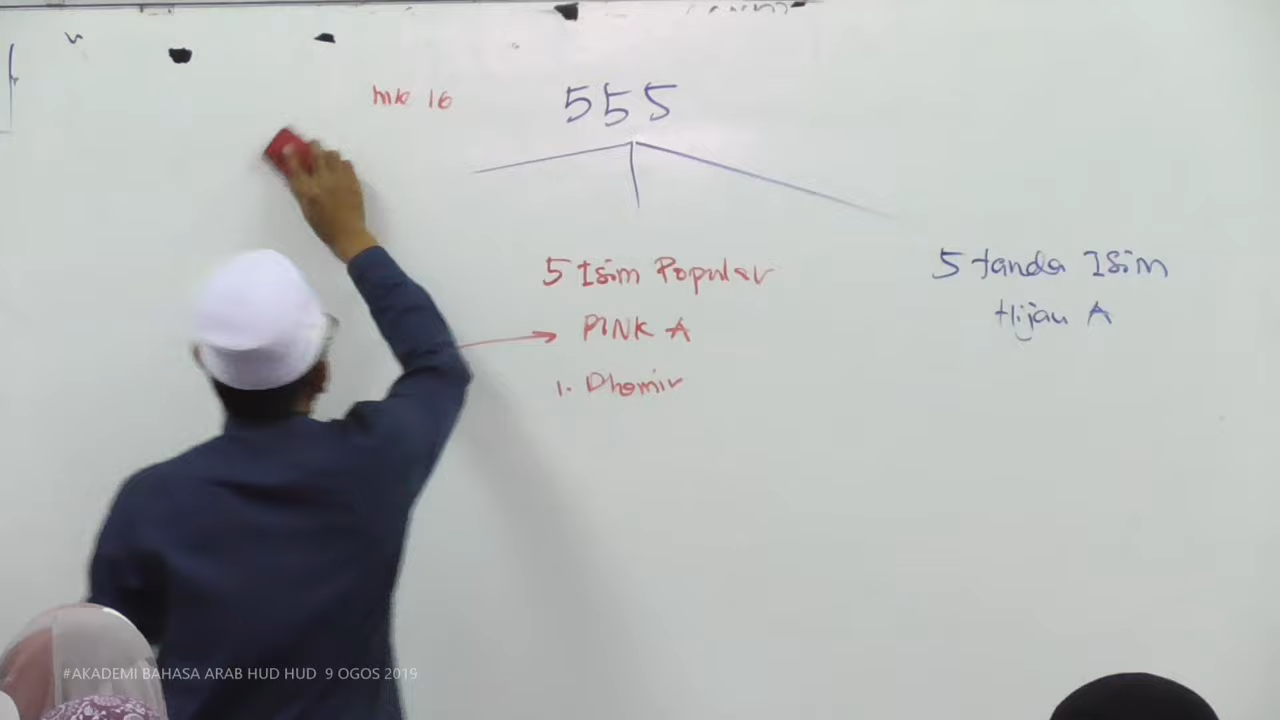 m/s 16
555
5 Isim Popular
PINK A
1. Dhomir
5 tanda Isim
Hijau A
#AKADEMI BAHASA ARAB HUD HUD 9 OGOS 2019